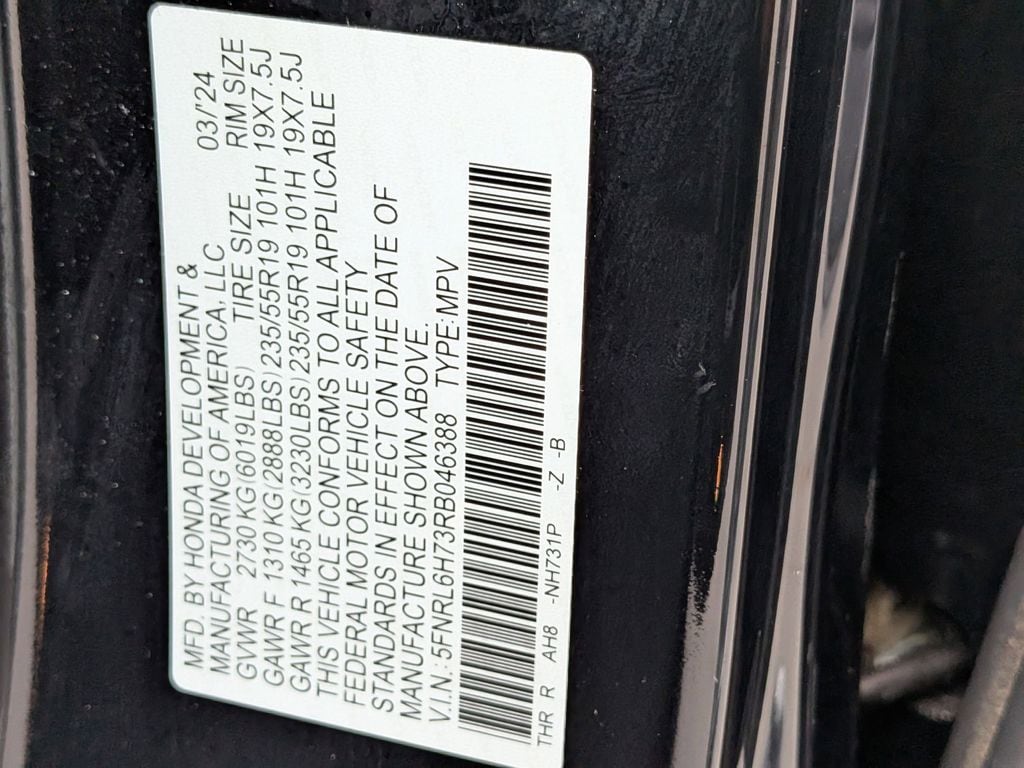 MFD. BY HONDA DEVELOPMENT &
MANUFACTURING OF AMERICA, LLC 03/'24
GVWR 2730 KG(6019LBS) TIRE SIZE RIM SIZE
GAWR F 1310 KG(2888LBS) 235/55R19 101H 19X7.5J
GAWR R 1465 KG(3230LBS) 235/55R19 101H 19X7.5J
THIS VEHICLE CONFORMS TO ALL APPLICABLE
FEDERAL MOTOR VEHICLE SAFETY
STANDARDS IN EFFECT ON THE DATE OF
MANUFACTURE SHOWN ABOVE.
V.I.N.: 5FNRL6H73RB046388 TYPE:MPV
THR R AH8 -NH731P -Z -B